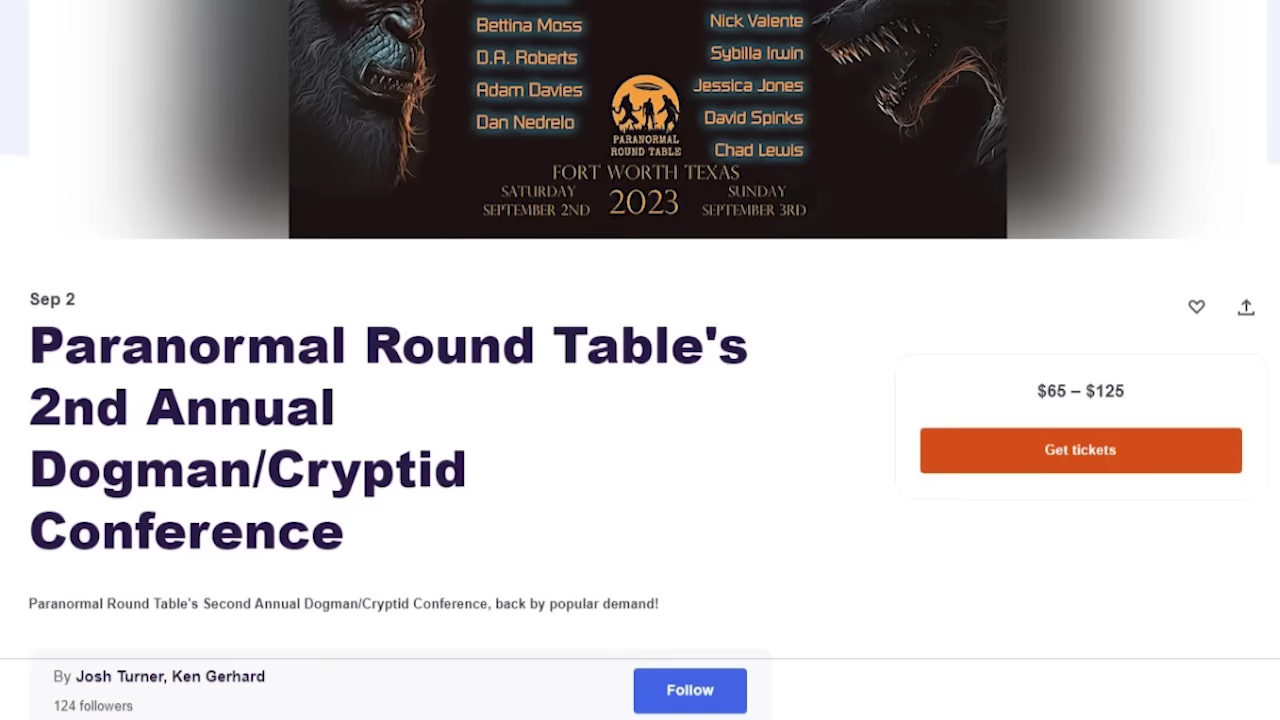 Bettina Moss
D.A. Roberts
Adam Davies
Dan Nedrelo
Nick Valente
Sybilla Irwin
Jessica Jones
David Spinks
Chad Lewis
PARANORMAL
ROUND TABLE
FORT WORTH TEXAS
SATURDAY
SEPTEMBER 2ND
2023
SUNDAY
SEPTEMBER 3RD
Sep 2
Paranormal Round Table's
2nd Annual
Dogman/Cryptid
Conference
$65 – $125
Get tickets
Paranormal Round Table's Second Annual Dogman/Cryptid Conference, back by popular demand!
By Josh Turner, Ken Gerhard
124 followers
Follow